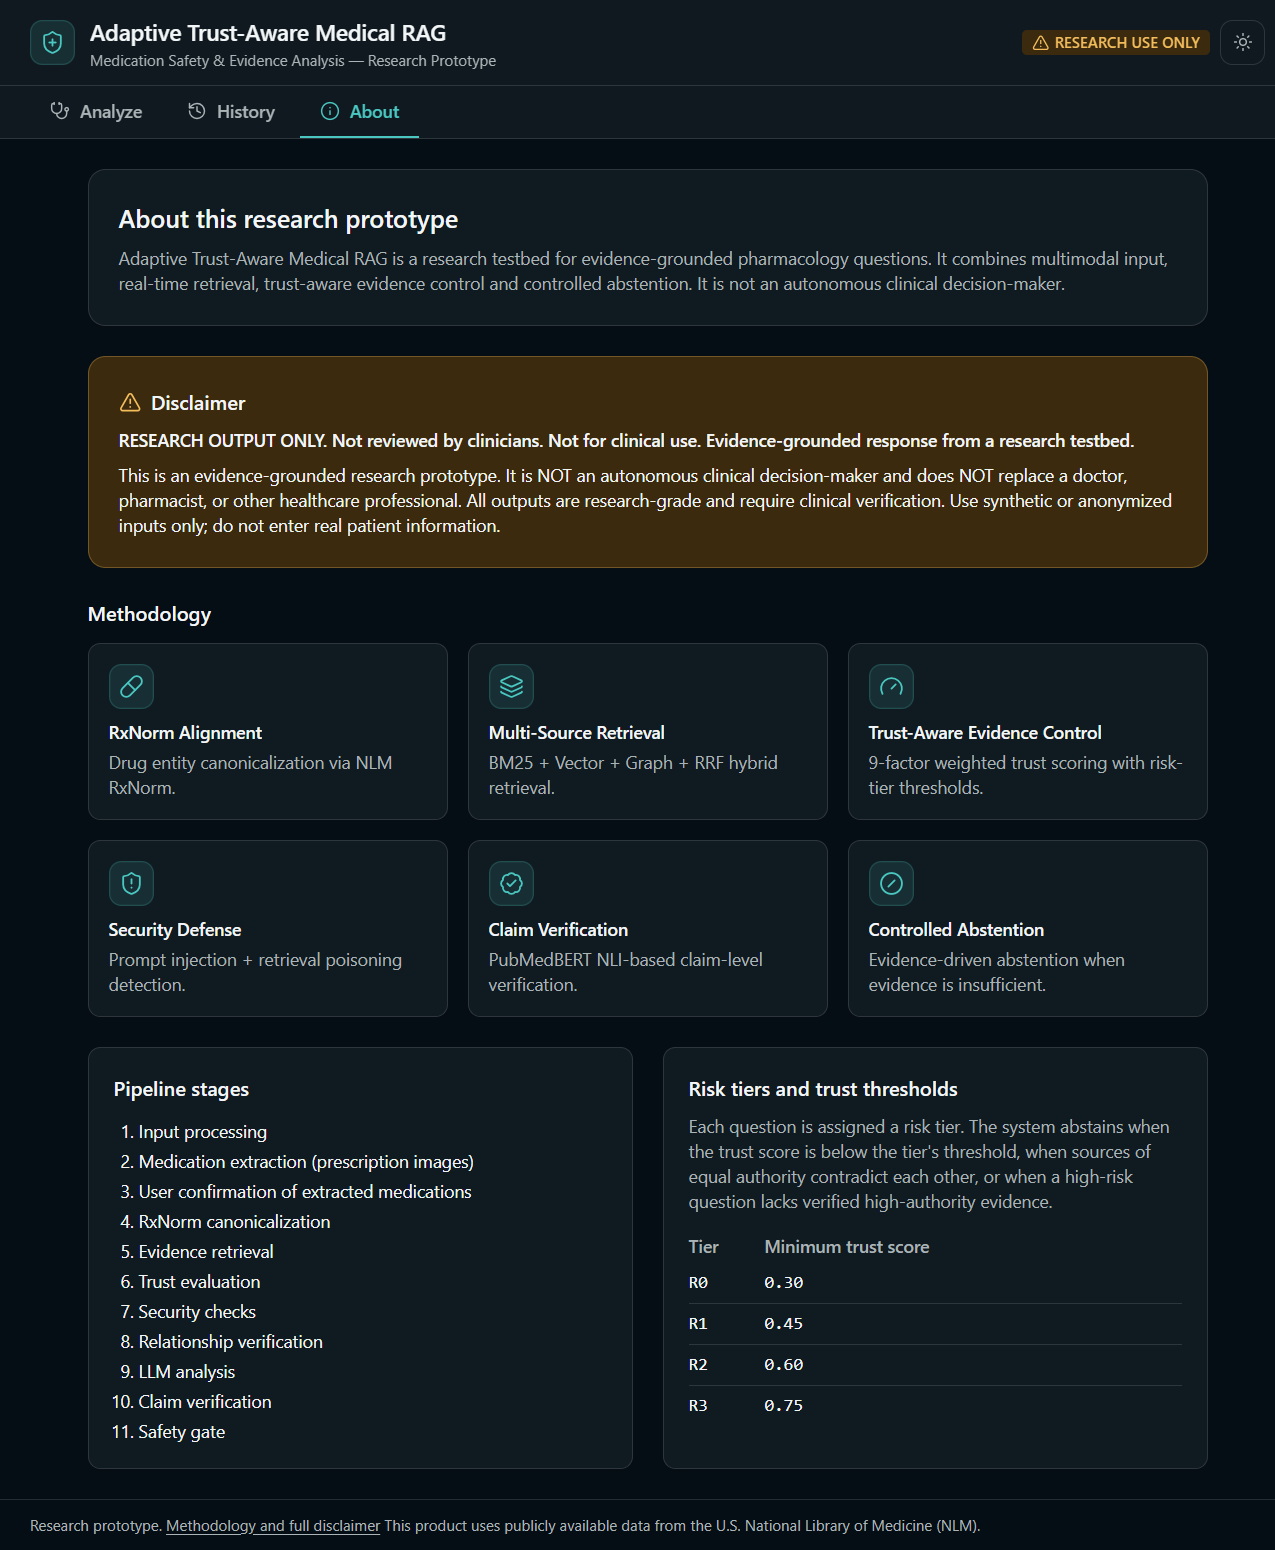 Adaptive Trust-Aware Medical RAG
Medication Safety & Evidence Analysis — Research Prototype
RESEARCH USE ONLY
Analyze
History
About
About this research prototype
Adaptive Trust-Aware Medical RAG is a research testbed for evidence-grounded pharmacology questions. It combines multimodal input,
real-time retrieval, trust-aware evidence control and controlled abstention. It is not an autonomous clinical decision-maker.
Disclaimer
RESEARCH OUTPUT ONLY. Not reviewed by clinicians. Not for clinical use. Evidence-grounded response from a research testbed.
This is an evidence-grounded research prototype. It is NOT an autonomous clinical decision-maker and does NOT replace a doctor,
pharmacist, or other healthcare professional. All outputs are research-grade and require clinical verification. Use synthetic or anonymized
inputs only; do not enter real patient information.
Methodology
RxNorm Alignment
Drug entity canonicalization via NLM
RxNorm.
Multi-Source Retrieval
BM25 + Vector + Graph + RRF hybrid
retrieval.
Trust-Aware Evidence Control
9-factor weighted trust scoring with risk-
tier thresholds.
Security Defense
Prompt injection + retrieval poisoning
detection.
Claim Verification
PubMedBERT NLI-based claim-level
verification.
Controlled Abstention
Evidence-driven abstention when
evidence is insufficient.
Pipeline stages
1. Input processing
2. Medication extraction (prescription images)
3. User confirmation of extracted medications
4. RxNorm canonicalization
5. Evidence retrieval
6. Trust evaluation
7. Security checks
8. Relationship verification
9. LLM analysis
10. Claim verification
11. Safety gate
Risk tiers and trust thresholds
Each question is assigned a risk tier. The system abstains when
the trust score is below the tier's threshold, when sources of
equal authority contradict each other, or when a high-risk
question lacks verified high-authority evidence.
Tier Minimum trust score
R0 0.30
R1 0.45
R2 0.60
R3 0.75
Research prototype. Methodology and full disclaimer This product uses publicly available data from the U.S. National Library of Medicine (NLM).